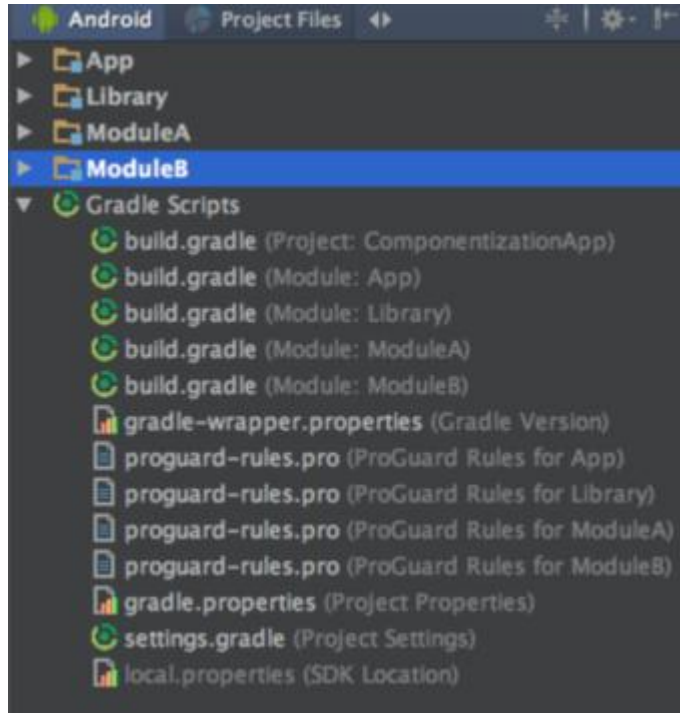 Android Project Files
App
Library
ModuleA
ModuleB
Gradle Scripts
build.gradle (Project: ComponentizationApp)
build.gradle (Module: App)
build.gradle (Module: Library)
build.gradle (Module: ModuleA)
build.gradle (Module: ModuleB)
gradle-wrapper.properties (Gradle Version)
proguard-rules.pro (ProGuard Rules for App)
proguard-rules.pro (ProGuard Rules for Library)
proguard-rules.pro (ProGuard Rules for ModuleA)
proguard-rules.pro (ProGuard Rules for ModuleB)
gradle.properties (Project Properties)
settings.gradle (Project Settings)
local.properties (SDK Location)